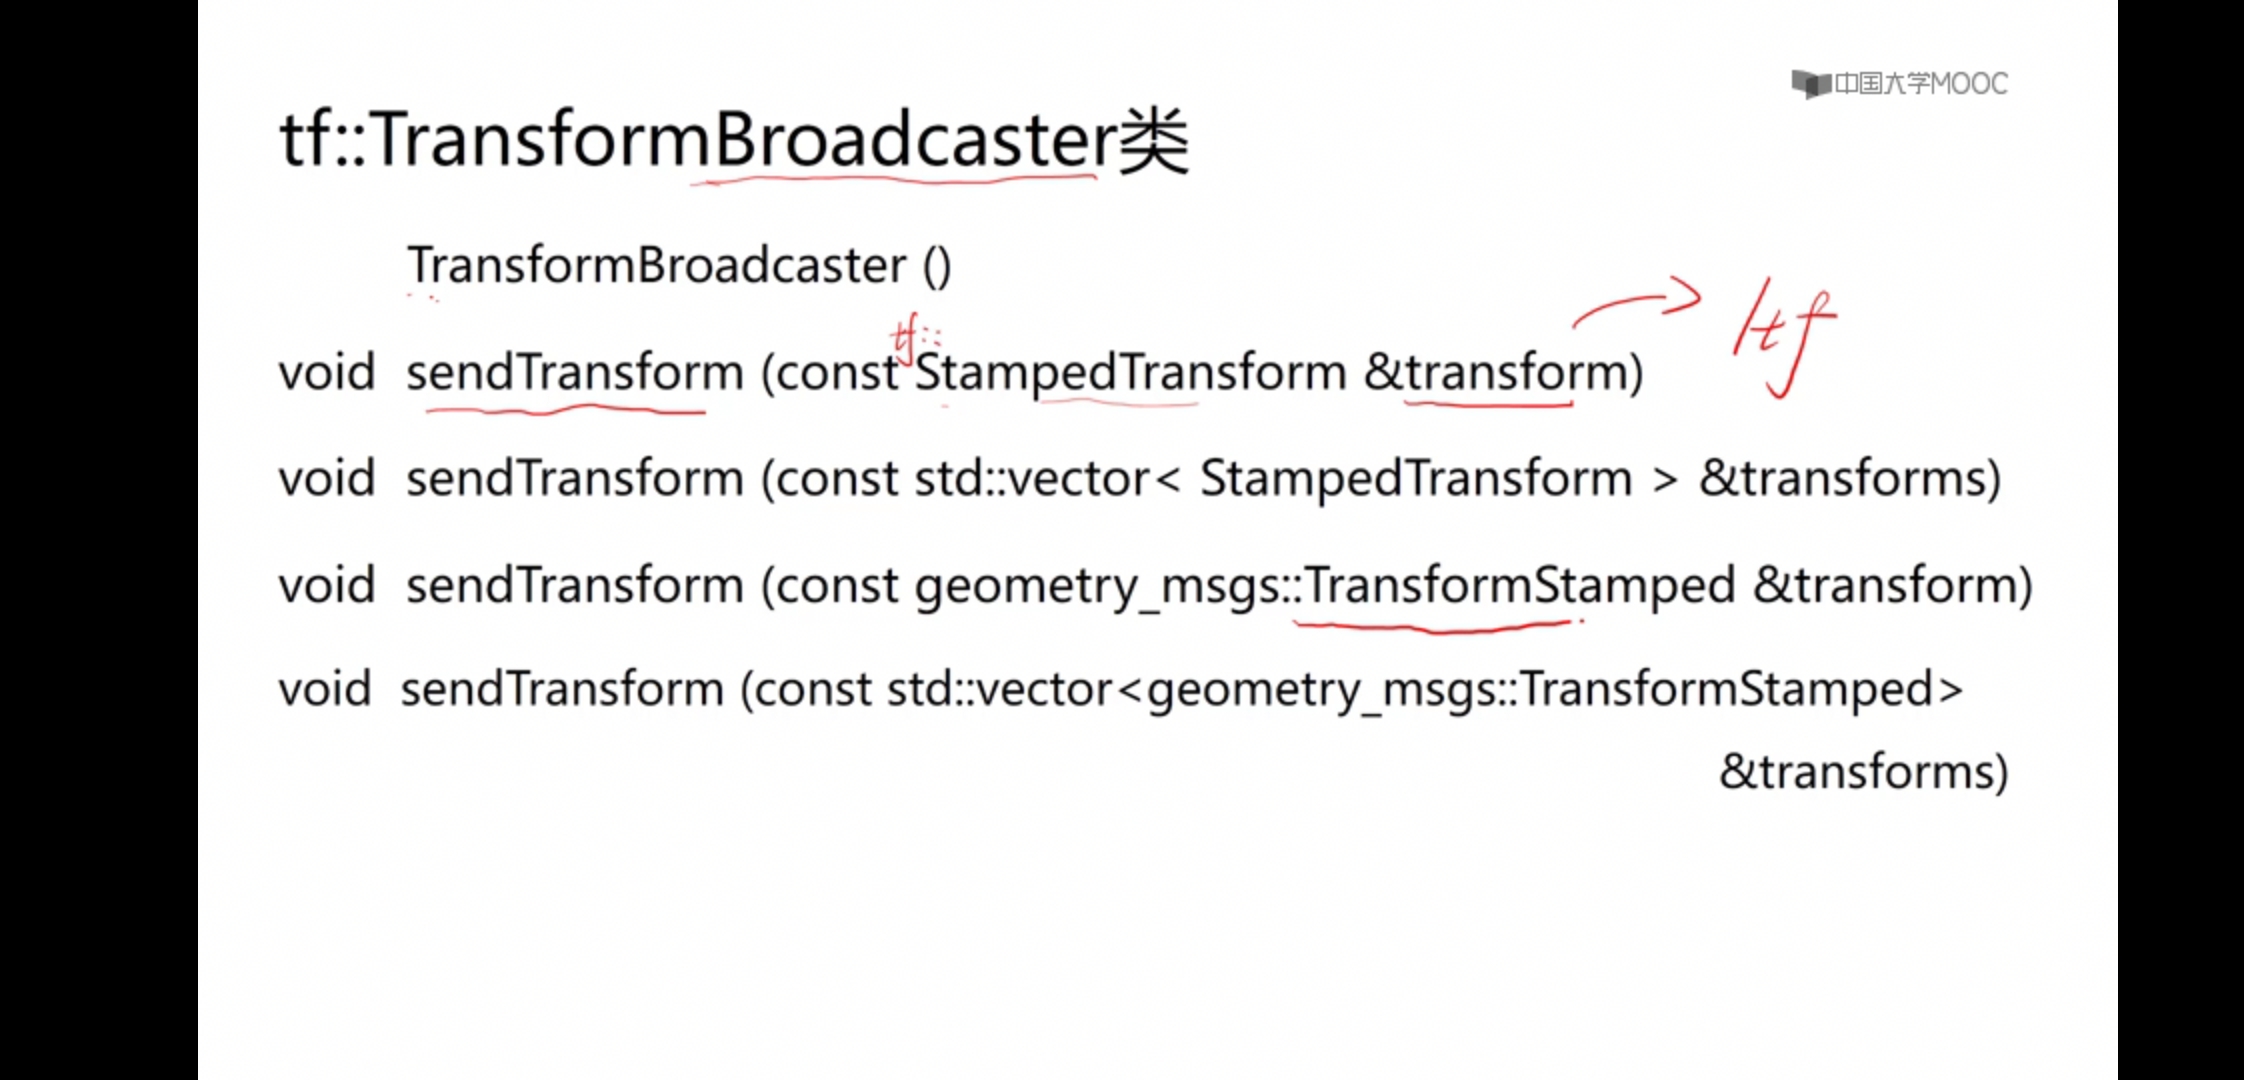 中国大学MOOC
tf::TransformBroadcaster类
TransformBroadcaster ()
tf::
/tf
void sendTransform (const StampedTransform &transform)
void sendTransform (const std::vector< StampedTransform > &transforms)
void sendTransform (const geometry_msgs::TransformStamped &transform)
void sendTransform (const std::vector<geometry_msgs::TransformStamped>
&transforms)